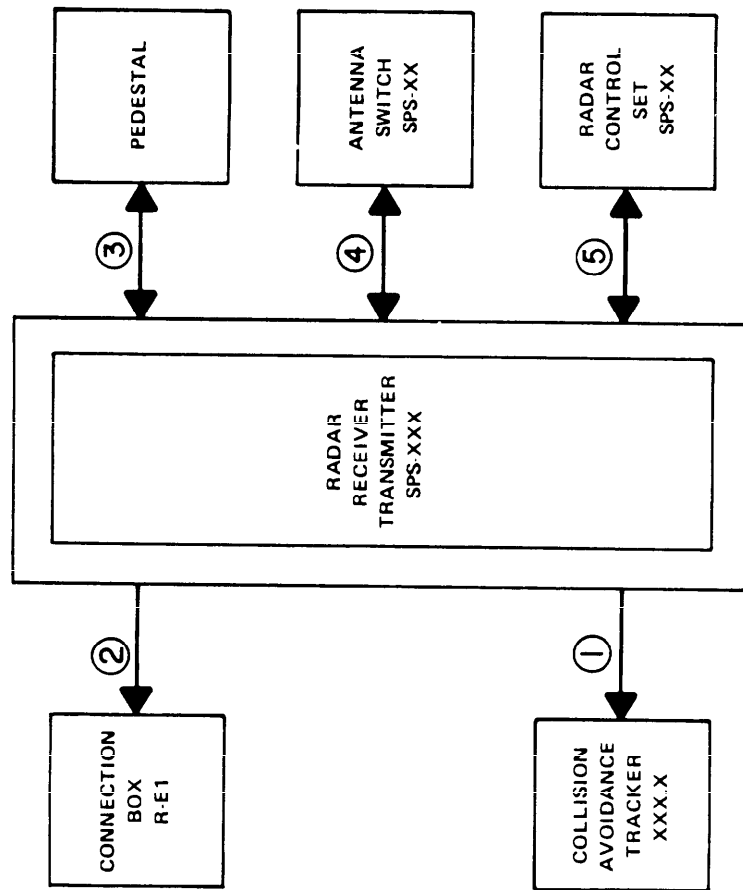 COLLISION
AVOIDANCE
TRACKER
XXX.X
CONNECTION
BOX
R-E1
1
2
RADAR
RECEIVER
TRANSMITTER
SPS-XXX
5
4
3
RADAR
CONTROL
SET
SPS-XX
ANTENNA
SWITCH
SPS-XX
PEDESTAL